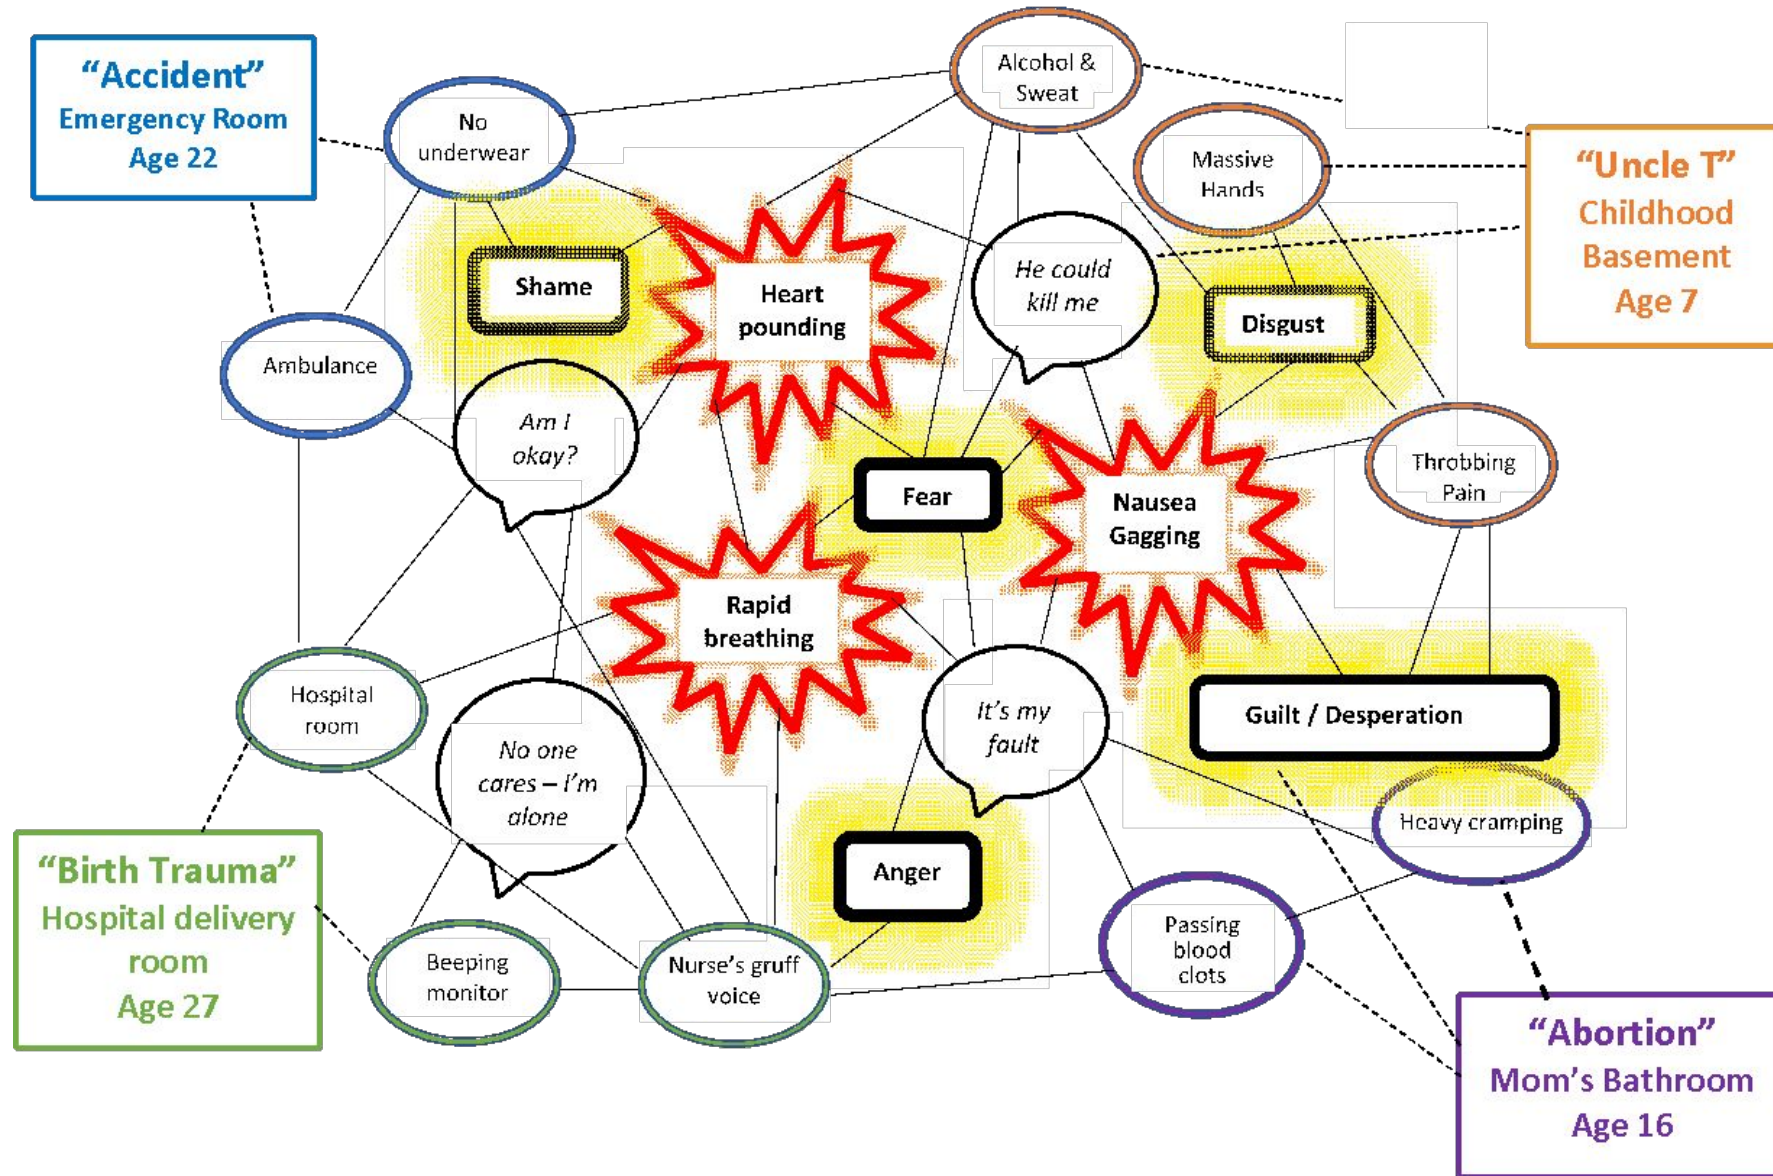 “Accident”
Emergency Room
Age 22
No
underwear
Alcohol &
Sweat
Massive
Hands
“Uncle T”
Childhood
Basement
Age 7
Shame
Heart
pounding
He could
kill me
Disgust
Ambulance
Am I
okay?
Fear
Nausea
Gagging
Throbbing
Pain
Rapid
breathing
Hospital
room
No one
cares – I’m
alone
It’s my
fault
Guilt / Desperation
Heavy cramping
“Birth Trauma”
Hospital delivery
room
Age 27
Anger
Beeping
monitor
Nurse’s gruff
voice
Passing
blood
clots
“Abortion”
Mom’s Bathroom
Age 16